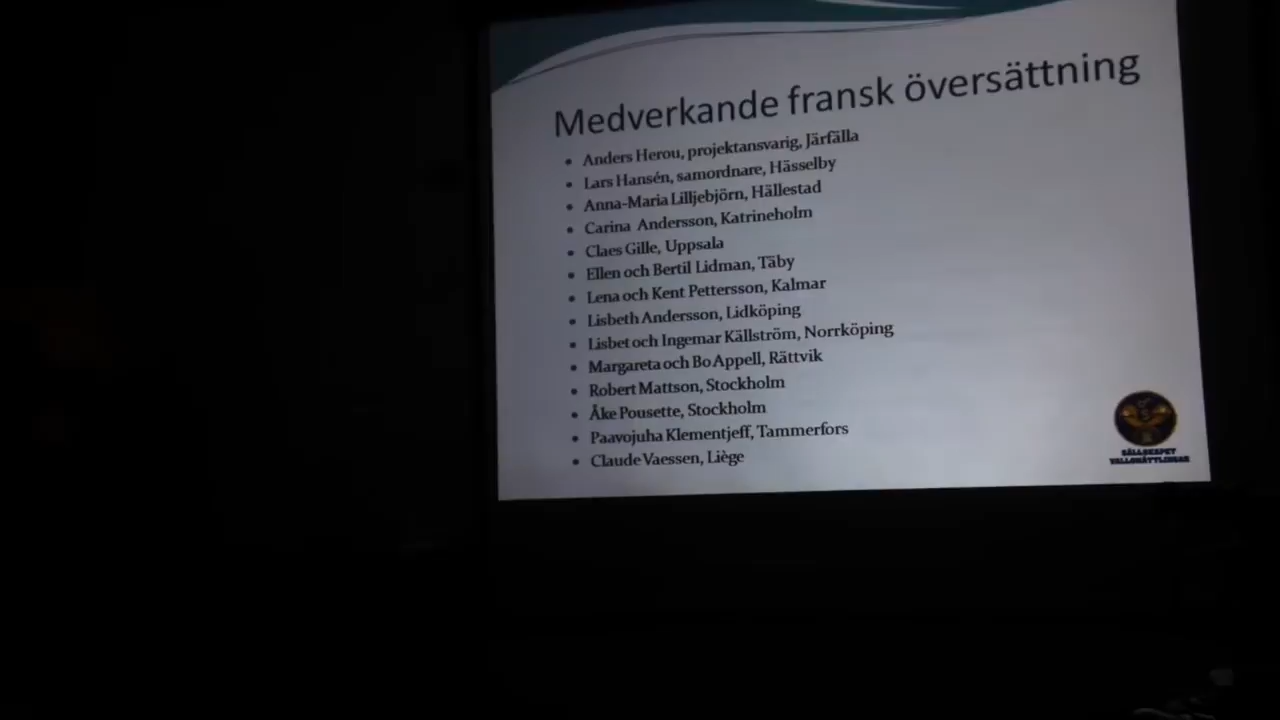 Medverkande fransk översättning
• Anders Herou, projektansvarig, Järfälla
• Lars Hansén, samordnare, Hässelby
• Anna-Maria Lilljebjörn, Hällestad
• Carina Andersson, Katrineholm
• Claes Gille, Uppsala
• Ellen och Bertil Lidman, Täby
• Lena och Kent Pettersson, Kalmar
• Lisbeth Andersson, Lidköping
• Lisbet och Ingemar Källström, Norrköping
• Margareta och Bo Appell, Rättvik
• Robert Mattson, Stockholm
• Åke Pousette, Stockholm
• Paavojuha Klementjeff, Tammerfors
• Claude Vaessen, Liège
SÄLLSKAPET
VALLONÄTTLINGAR